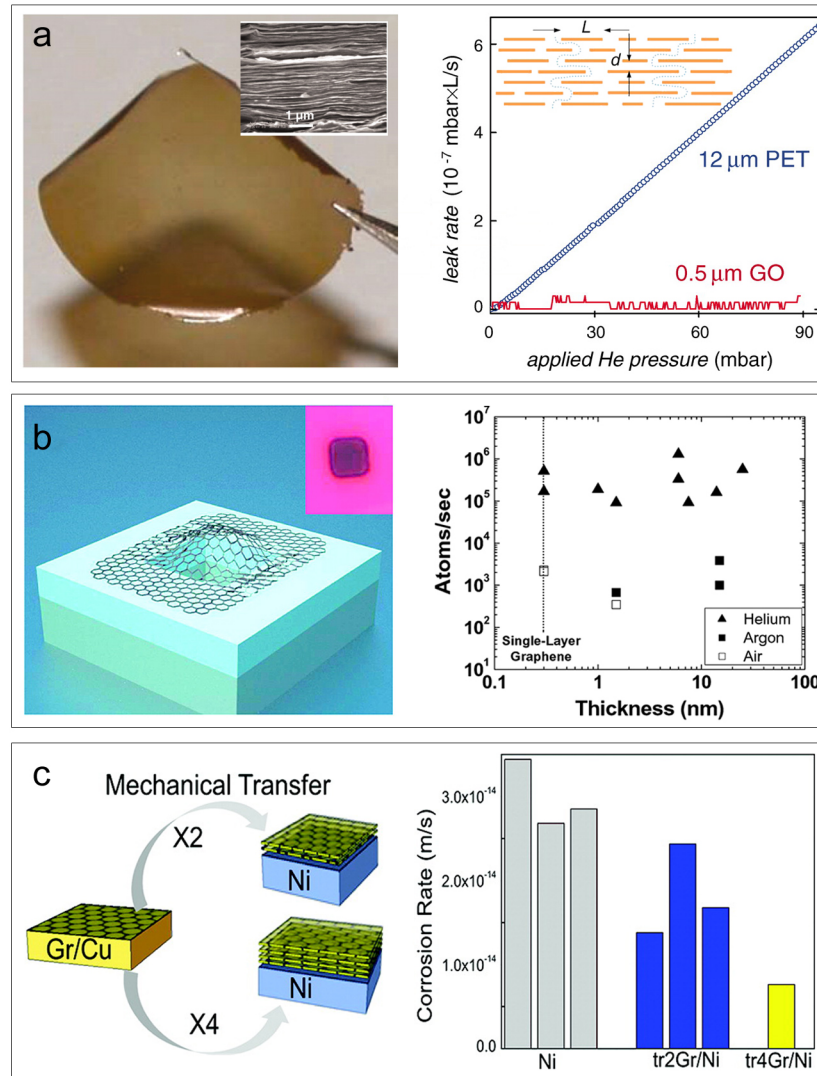 a
1 µm
leak rate (10⁻⁷ mbar×L/s)
6
4
2
0
L
d
12 µm PET
0.5 µm GO
0
30
60
90
applied He pressure (mbar)
b
Atoms/sec
10⁷
10⁶
10⁵
10⁴
10³
10²
10¹
Single-Layer
Graphene
Helium
Argon
Air
0.1
1
10
100
Thickness (nm)
c
Mechanical Transfer
X2
Ni
Gr/Cu
Ni
X4
Corrosion Rate (m/s)
3.0x10⁻¹⁴
2.0x10⁻¹⁴
1.0x10⁻¹⁴
0.0
Ni
tr2Gr/Ni
tr4Gr/Ni